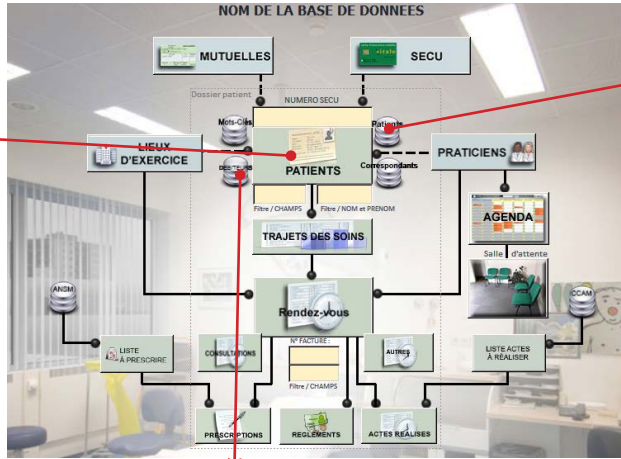 NOM DE LA BASE DE DONNEES
MUTUELLES
SECU
Dossier patient
NUMERO SECU
Mots-Clés
Patients
LIEUX
D'EXERCICE
DEBITEURS
PATIENTS
Correspondants
PRATICIENS
Filtre / CHAMPS
Filtre / NOM et PRENOM
AGENDA
TRAJETS DES SOINS
Salle d'attente
ANSM
Rendez-vous
CCAM
LISTE
À PRESCRIRE
CONSULTATIONS
N° FACTURE :
AUTRES
LISTE ACTES
À RÉALISER
Filtre / CHAMPS
PRESCRIPTIONS
REGLEMENTS
ACTES REALISES